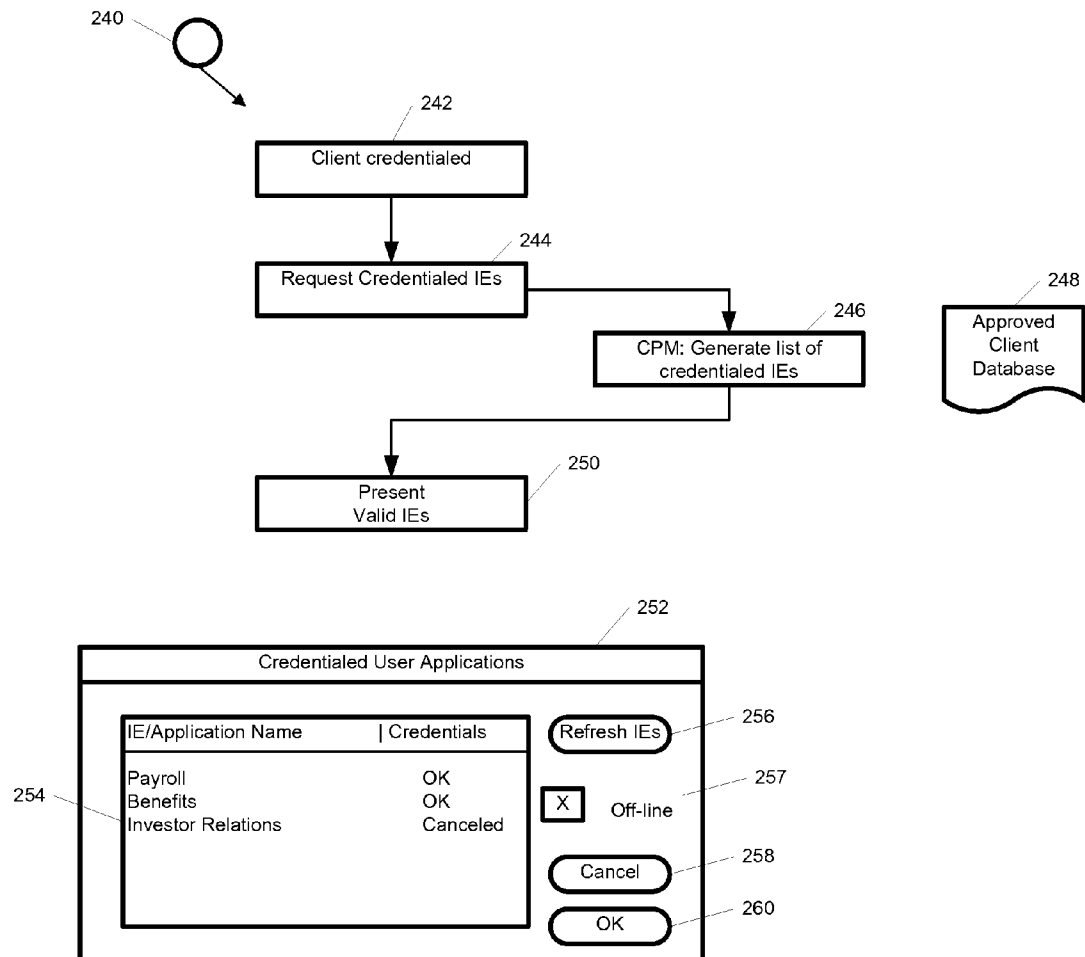 240
242
Client credentialed
244
Request Credentialed IEs
246
248
CPM: Generate list of
credentialed IEs
Approved
Client
Database
250
Present
Valid IEs
252
Credentialed User Applications
IE/Application Name | Credentials
Refresh IEs
256
254
Payroll OK
Benefits OK
Investor Relations Canceled
X Off-line
257
Cancel
258
OK
260